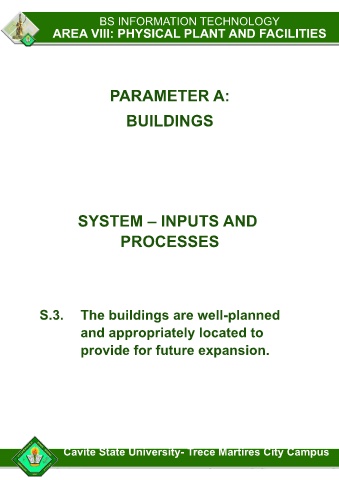 BS INFORMATION TECHNOLOGY
AREA VIII: PHYSICAL PLANT AND FACILITIES
PARAMETER A:
BUILDINGS
SYSTEM – INPUTS AND
PROCESSES
S.3. The buildings are well-planned
and appropriately located to
provide for future expansion.
Cavite State University- Trece Martires City Campus